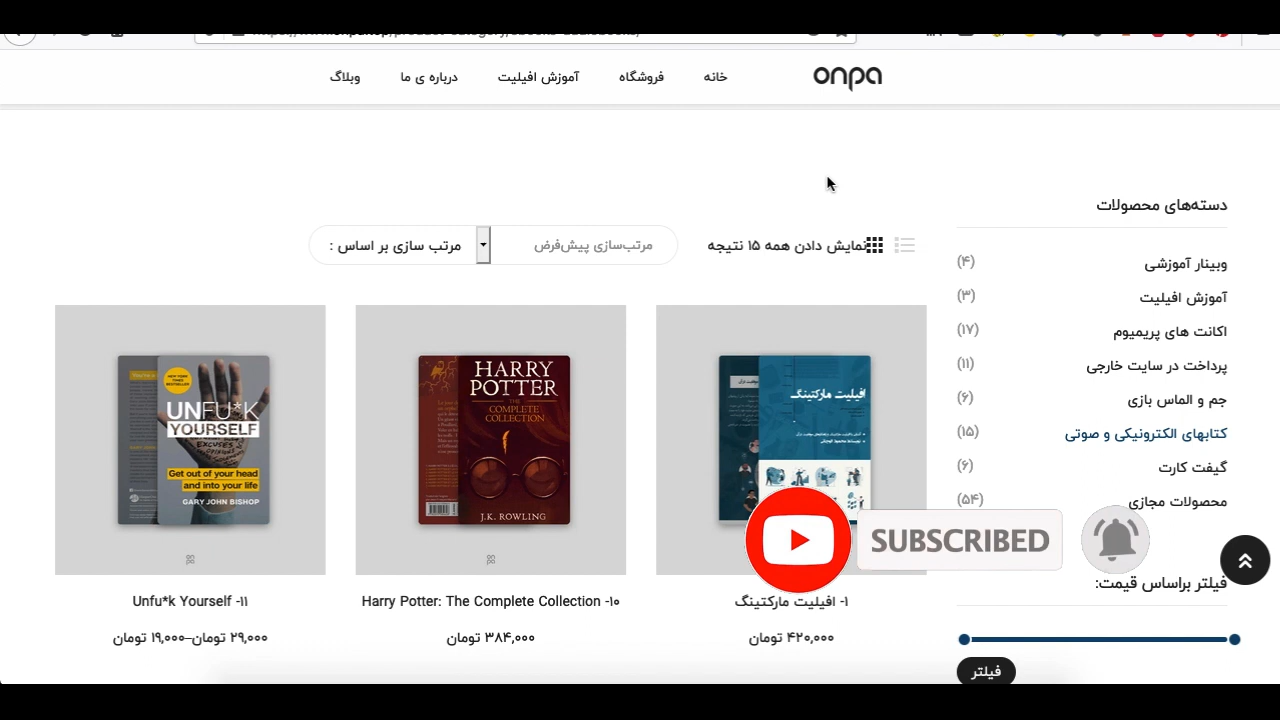 onpa
خانه
فروشگاه
آموزش افیلیت
درباره ی ما
وبلاگ
دسته‌های محصولات
وبینار آموزشی (۴)
آموزش افیلیت (۳)
اکانت های پریمیوم (۱۷)
پرداخت در سایت خارجی (۱۱)
جم و الماس بازی (۶)
کتابهای الکترونیکی و صوتی (۱۵)
گیفت کارت (۶)
محصولات مجازی (۵۴)
فیلتر براساس قیمت:
فیلتر
نمایش دادن همه ۱۵ نتیجه
مرتب‌سازی پیش‌فرض
مرتب سازی بر اساس :
افیلیت مارکتینگ
۱- افیلیت مارکتینگ
۴۲۰,۰۰۰ تومان
HARRY
POTTER
THE
COMPLETE
COLLECTION
J.K. ROWLING
۱۰- Harry Potter: The Complete Collection
۳۸۴,۰۰۰ تومان
UNFU*K
YOURSELF
Get out of your head
and into your life
GARY JOHN BISHOP
۱۱- Unfu*k Yourself
۲۹,۰۰۰ تومان–۱۹,۰۰۰ تومان
SUBSCRIBED